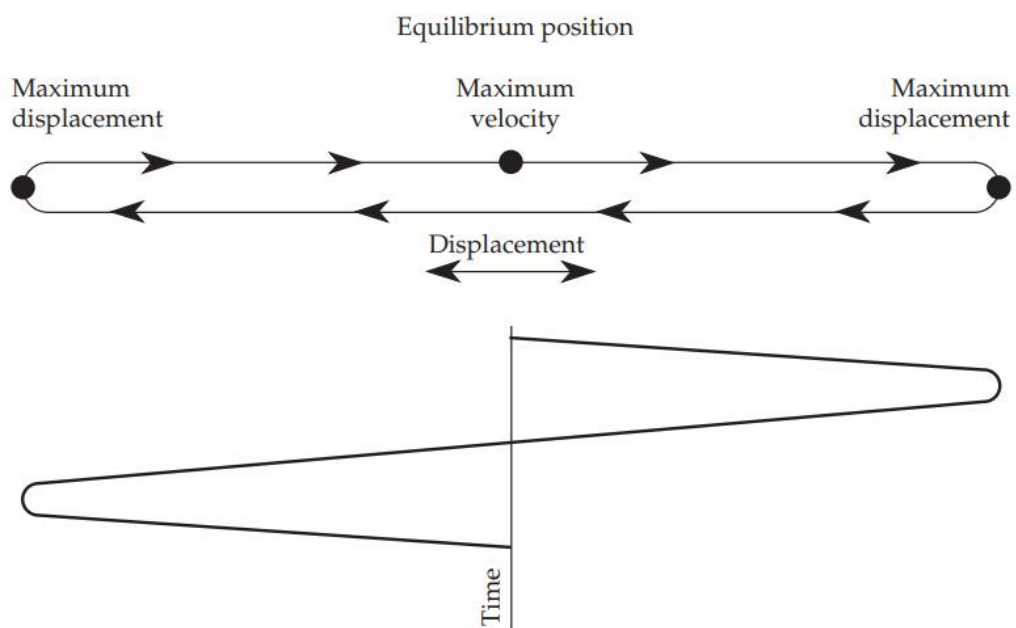 Equilibrium position
Maximum
displacement
Maximum
velocity
Maximum
displacement
Displacement
Time